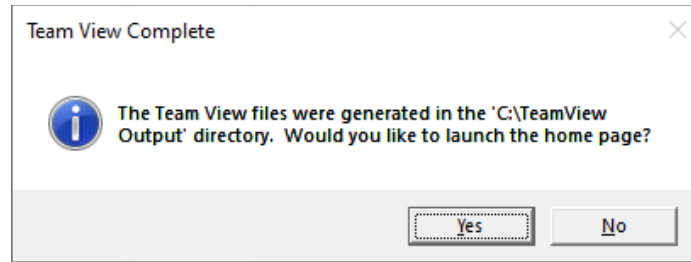 Team View Complete
The Team View files were generated in the 'C:\TeamView
Output' directory.  Would you like to launch the home page?
Yes
No